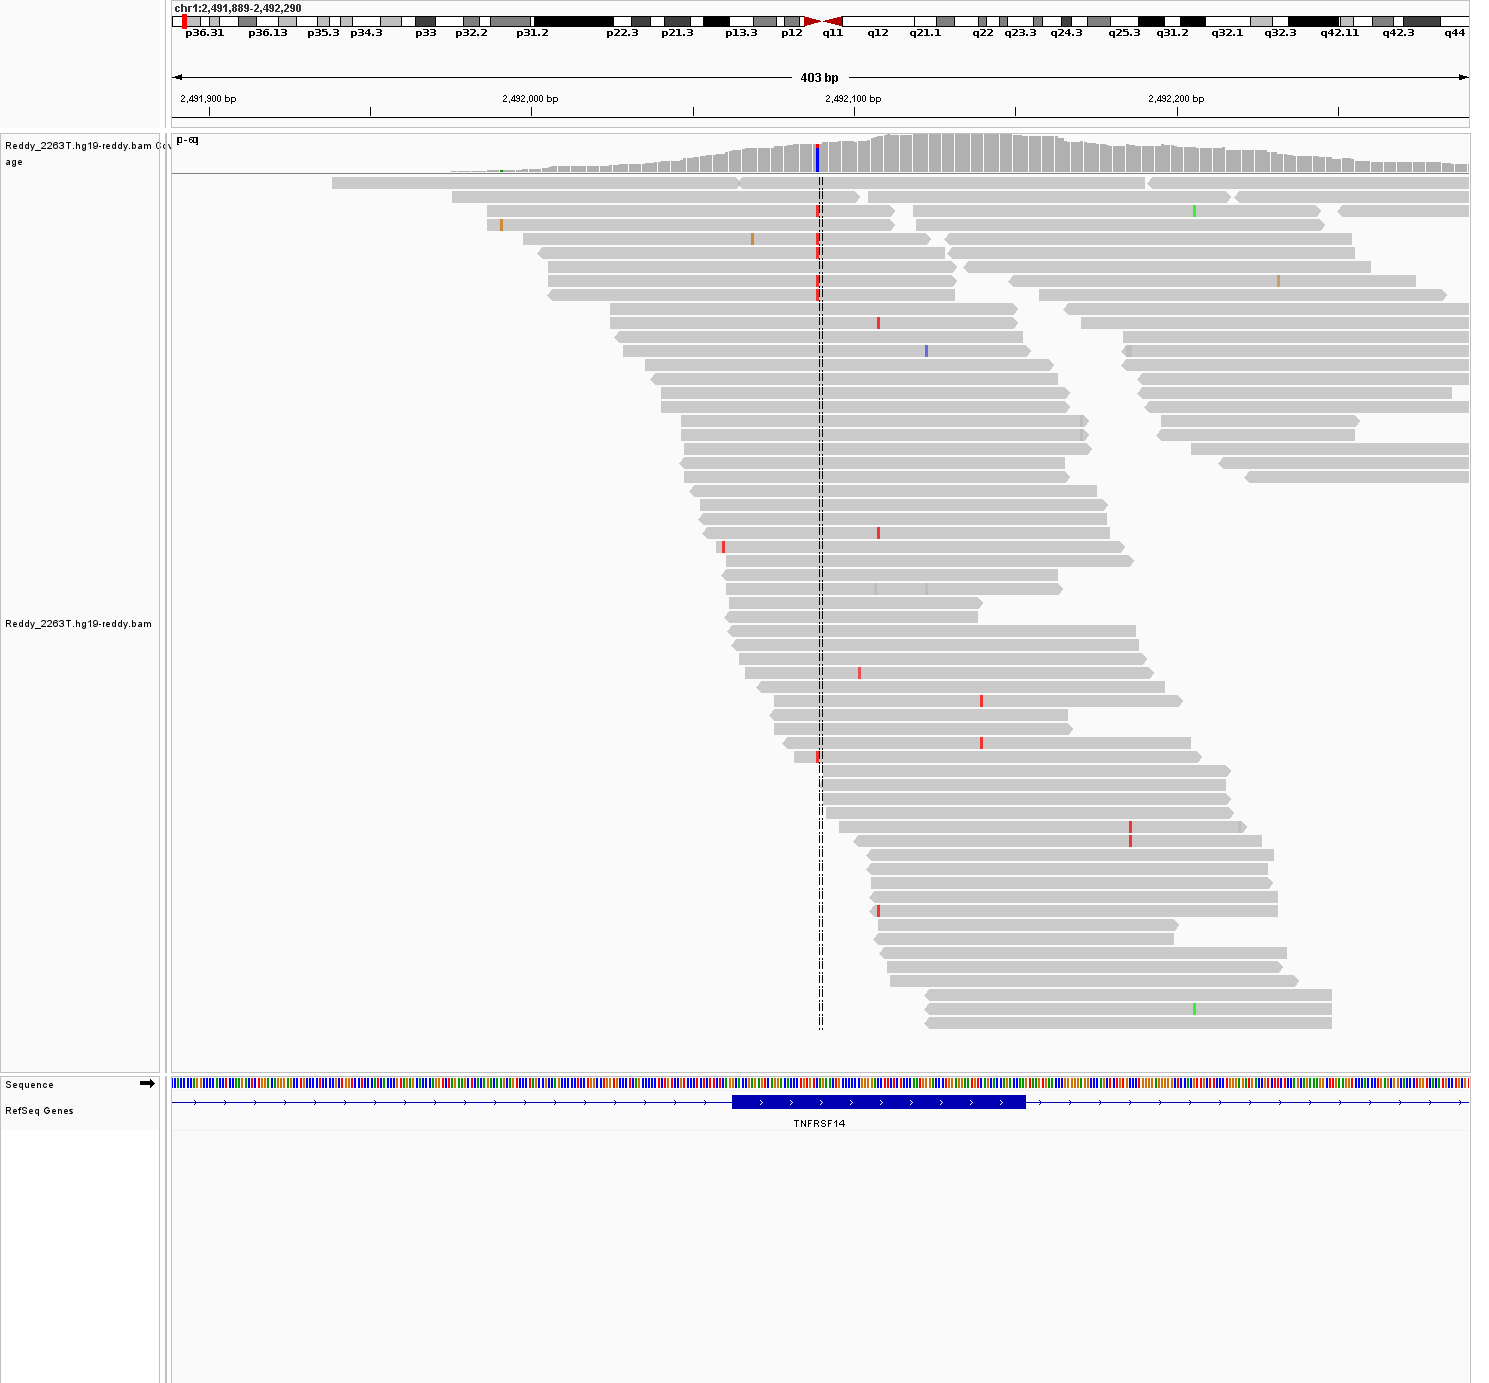 chr1:2,491,889-2,492,290
p36.31 p36.13 p35.3 p34.3 p33 p32.2 p31.2 p22.3 p21.3 p13.3 p12 q11 q12 q21.1 q22 q23.3 q24.3 q25.3 q31.2 q32.1 q32.3 q42.11 q42.3 q44
403 bp
2,491,900 bp 2,492,000 bp 2,492,100 bp 2,492,200 bp
Reddy_2263T.hg19-reddy.bam Cov
age
Reddy_2263T.hg19-reddy.bam
Sequence
RefSeq Genes
TNFRSF14